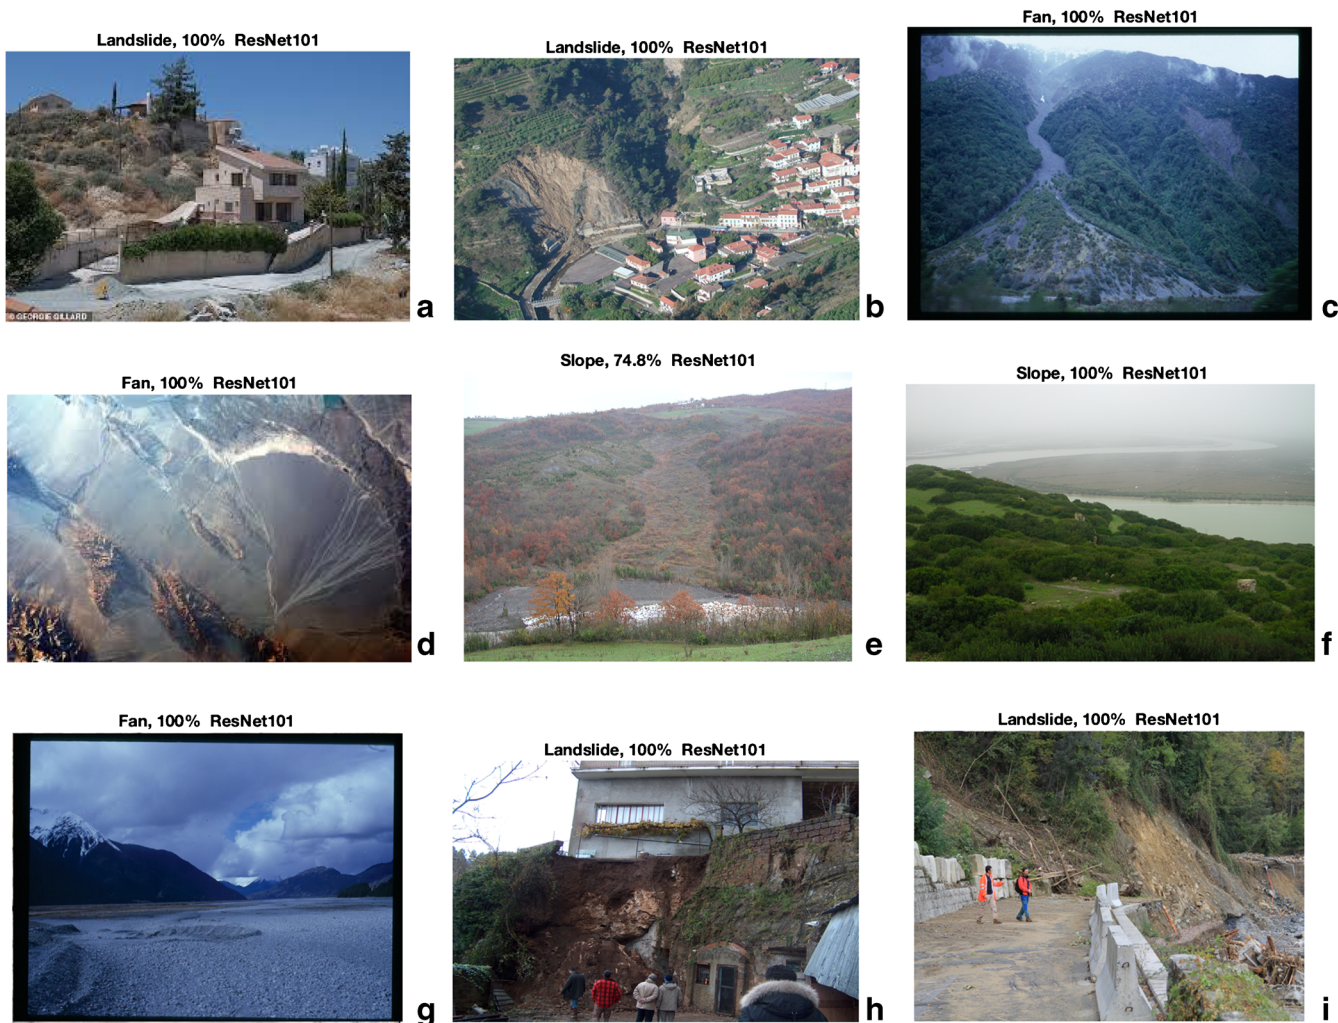 Landslide, 100% ResNet101
Landslide, 100% ResNet101
Fan, 100% ResNet101
© GEORGIE GILLARD
a
b
c
Fan, 100% ResNet101
Slope, 74.8% ResNet101
Slope, 100% ResNet101
d
e
f
Fan, 100% ResNet101
Landslide, 100% ResNet101
Landslide, 100% ResNet101
g
h
i